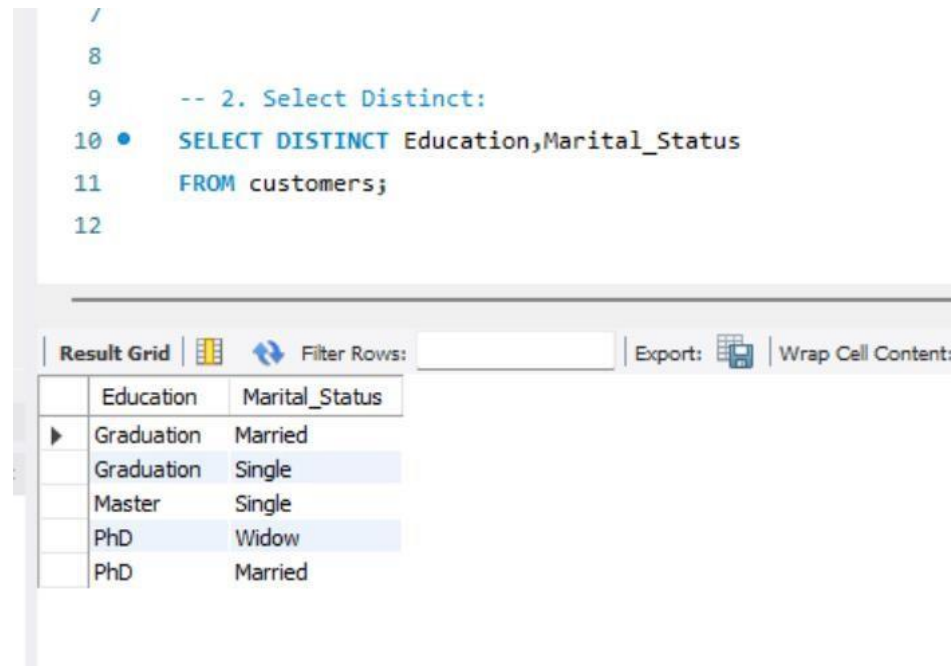 7
8
9 -- 2. Select Distinct:
10 SELECT DISTINCT Education,Marital_Status
11 FROM customers;
12
Result Grid Filter Rows: Export: Wrap Cell Content:
Education Marital_Status
Graduation Married
Graduation Single
Master Single
PhD Widow
PhD Married